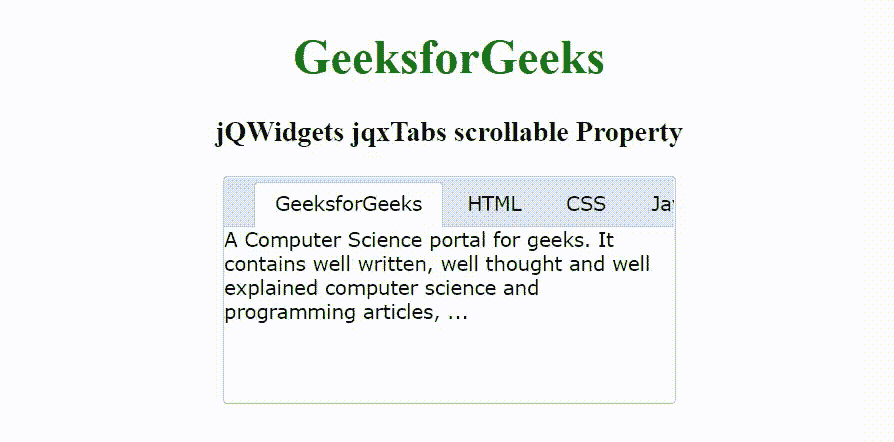 GeeksforGeeks
jQWidgets jqxTabs scrollable Property
GeeksforGeeks HTML CSS Ja
A Computer Science portal for geeks. It
contains well written, well thought and well
explained computer science and
programming articles, ...